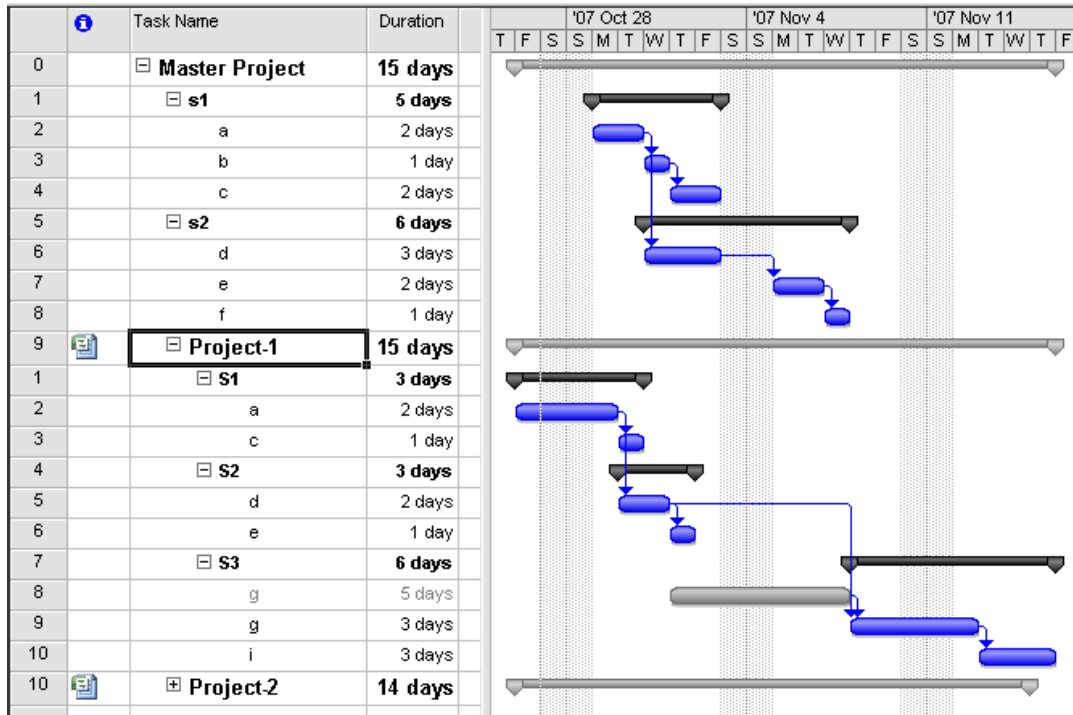 Task Name Duration '07 Oct 28 '07 Nov 4 '07 Nov 11
T F S S M T W T F S S M T W T F S S M T W T F
0 Master Project 15 days
1 s1 5 days
2 a 2 days
3 b 1 day
4 c 2 days
5 s2 6 days
6 d 3 days
7 e 2 days
8 f 1 day
9 Project-1 15 days
1 S1 3 days
2 a 2 days
3 c 1 day
4 S2 3 days
5 d 2 days
6 e 1 day
7 S3 6 days
8 g 5 days
9 g 3 days
10 i 3 days
10 Project-2 14 days